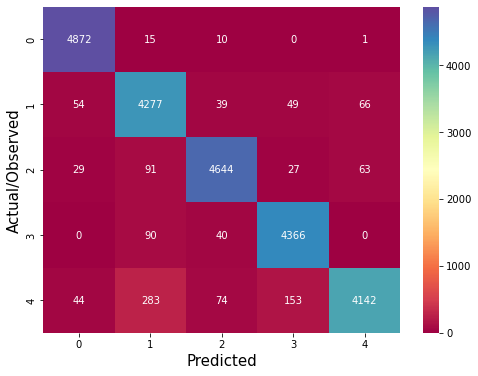 0 4872 15 10 0 1
1 54 4277 39 49 66
2 29 91 4644 27 63
3 0 90 40 4366 0
4 44 283 74 153 4142
0 1 2 3 4
Predicted
Actual/Observed
4000
3000
2000
1000
0